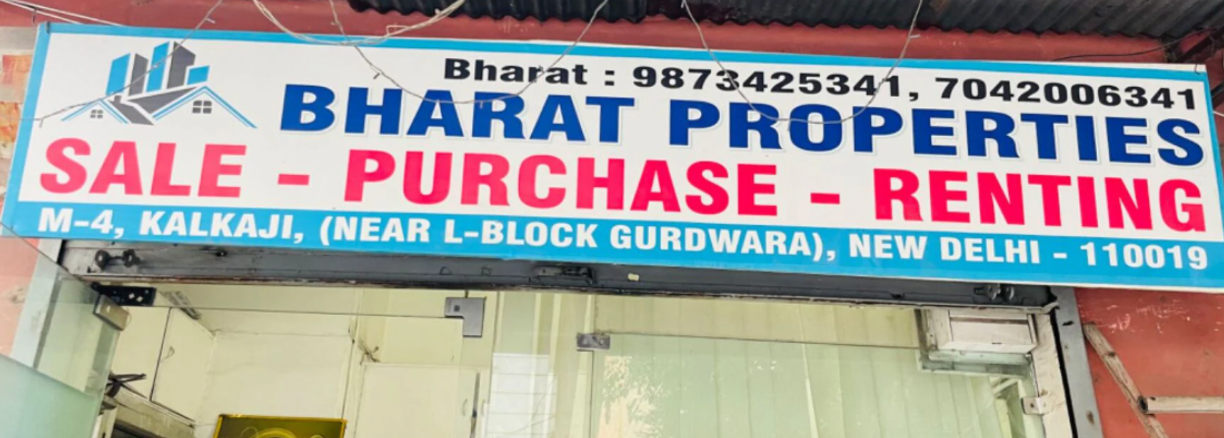 Bharat : 9873425341, 7042006341
BHARAT PROPERTIES
SALE - PURCHASE - RENTING
M-4, KALKAJI, (NEAR L-BLOCK GURDWARA), NEW DELHI - 110019